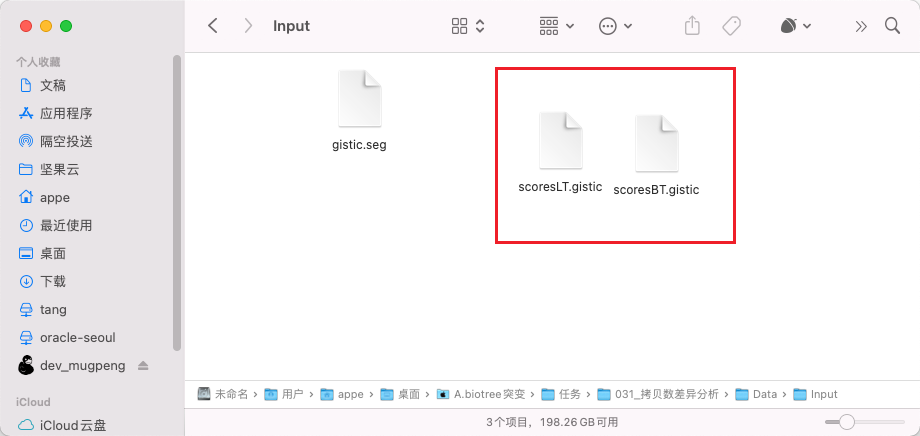 Input
个人收藏
文稿
应用程序
隔空投送
坚果云
appe
最近使用
桌面
下载
tang
oracle-seoul
dev_mugpeng
iCloud
iCloud云盘
gistic.seg
scoresLT.gistic
scoresBT.gistic
未命名 › 用户 › appe › 桌面 › A.biotree突变 › 任务 › 031_拷贝数差异分析 › Data › Input
3个项目，198.26 GB可用